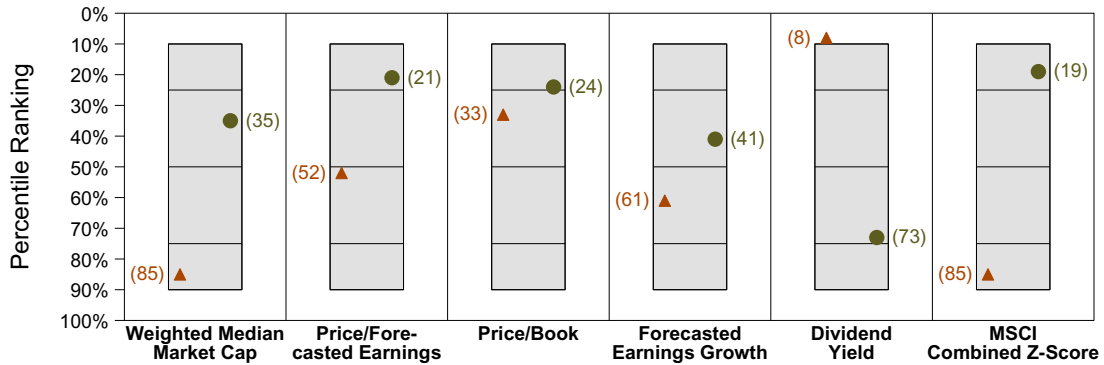 Percentile Ranking
0%
10%
20%
30%
40%
50%
60%
70%
80%
90%
100%
(85)
(35)
(52)
(21)
(33)
(24)
(61)
(41)
(8)
(73)
(85)
(19)
Weighted Median
Market Cap
Price/Fore-
casted Earnings
Price/Book
Forecasted
Earnings Growth
Dividend
Yield
MSCI
Combined Z-Score